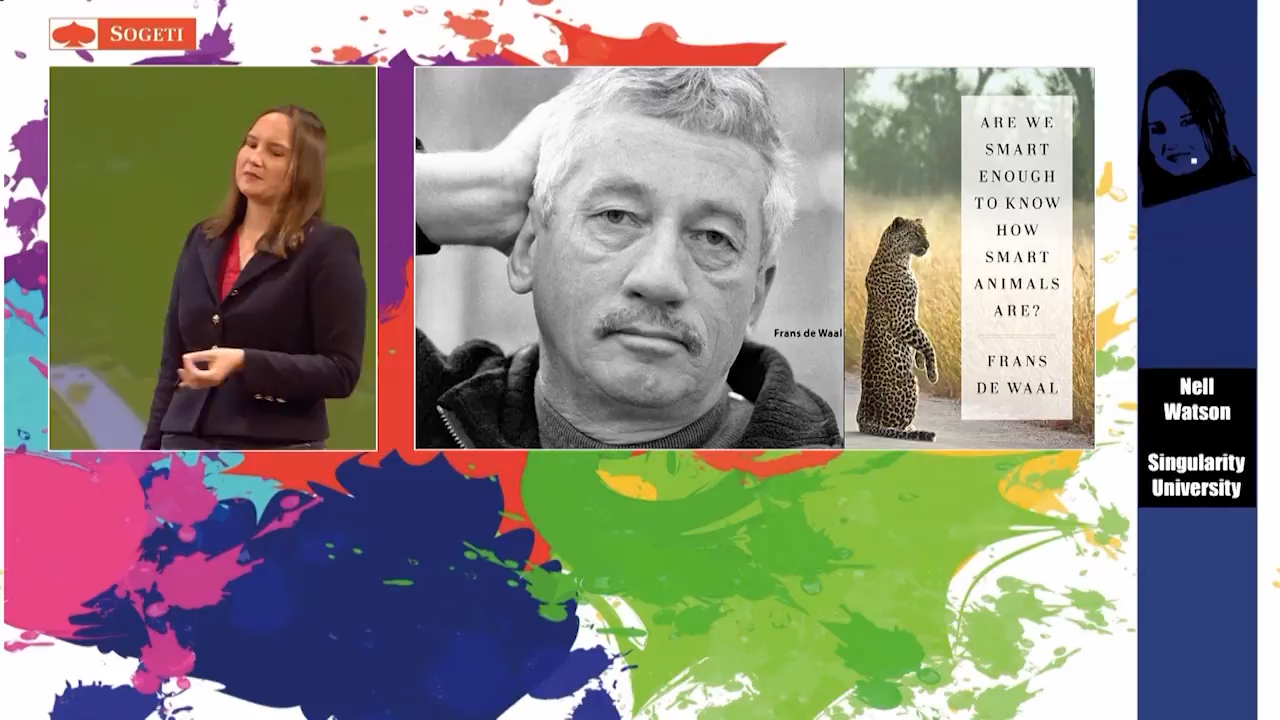 SOGETI
Frans de Waal
ARE WE
SMART
ENOUGH
TO KNOW
HOW
SMART
ANIMALS
ARE?
FRANS
DE WAAL
Nell
Watson
Singularity
University